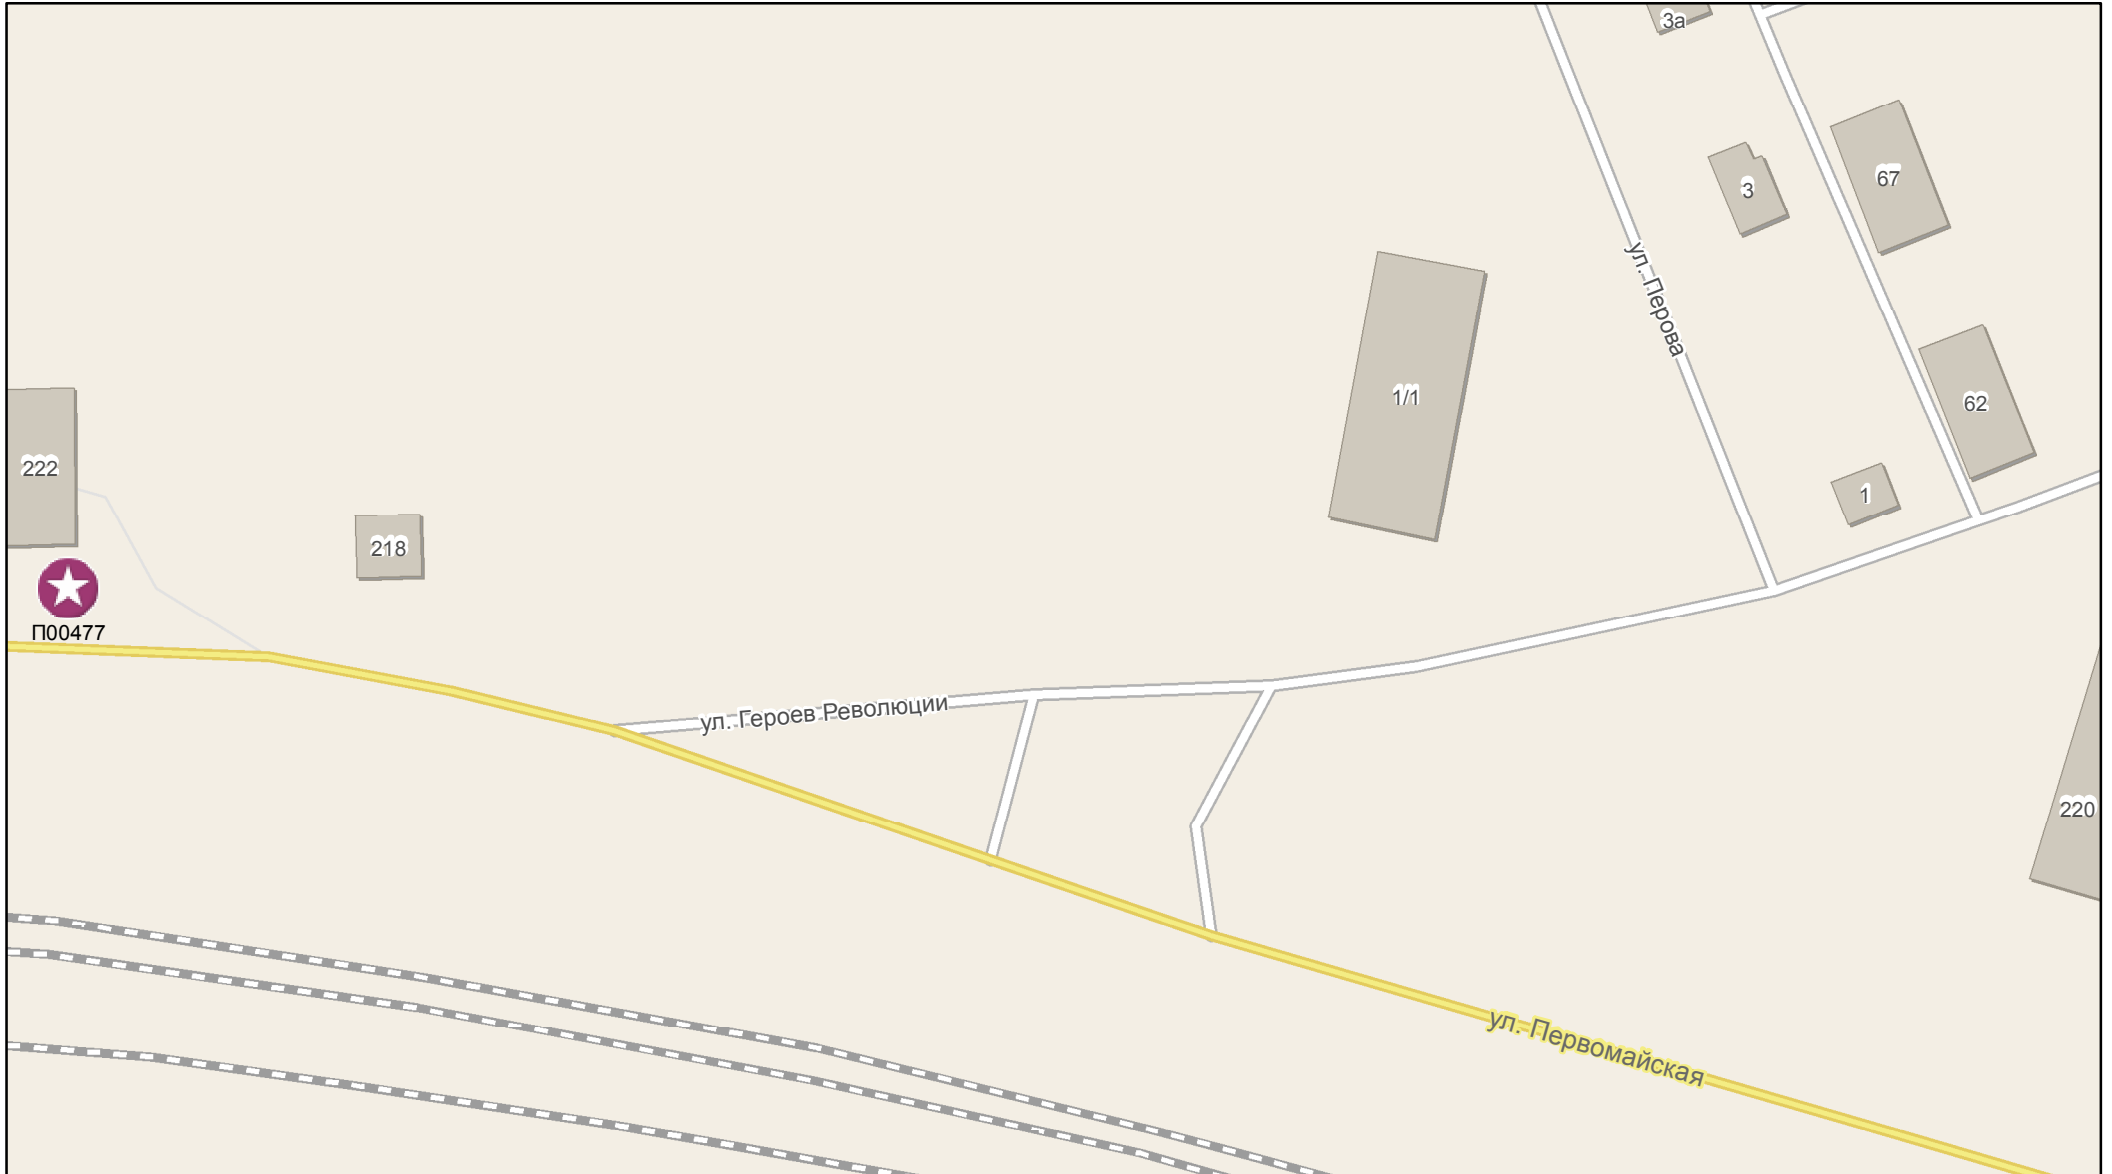 3а
67
3
ул. Перова
1/1
62
222
1
218
П00477
ул. Героев Революции
220
ул. Первомайская